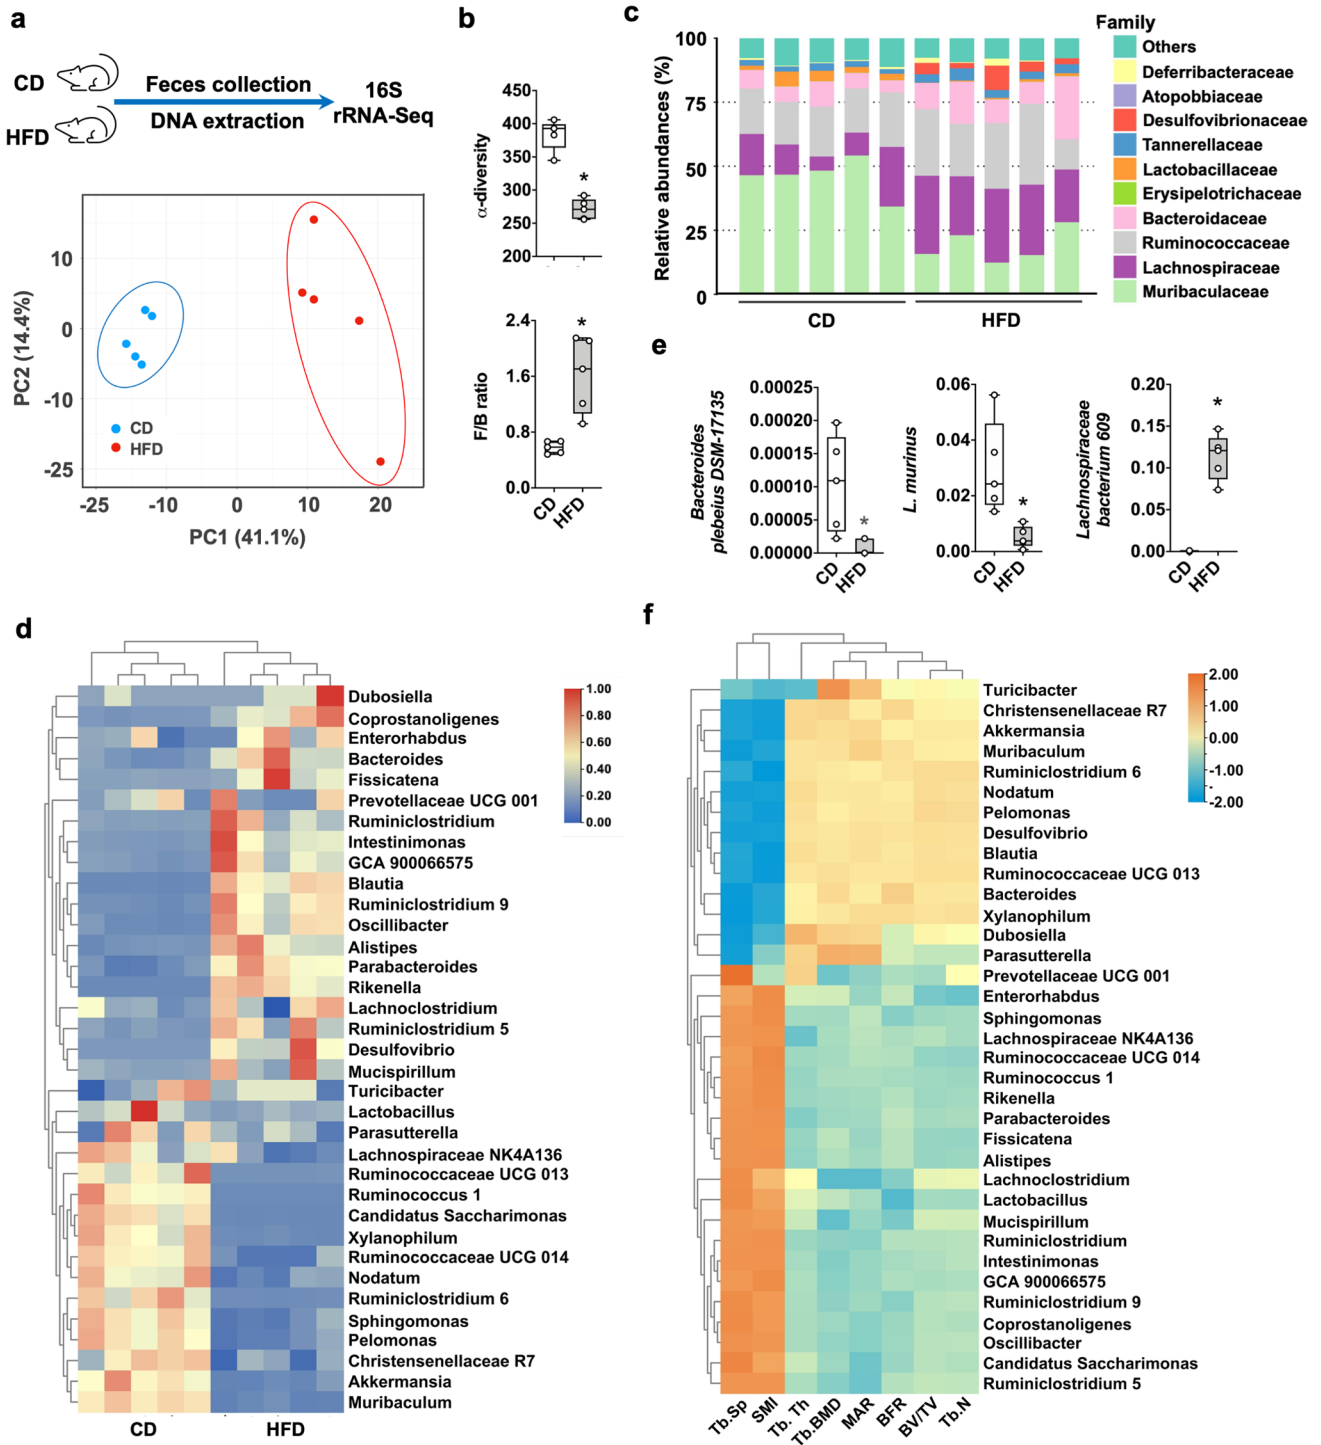 a
CD
HFD
Feces collection
DNA extraction
16S
rRNA-Seq
PC2 (14.4%)
10
0
-10
-25
CD
HFD
-25
-10
0
10
20
PC1 (41.1%)
b
α-diversity
450
400
350
300
250
200
*
F/B ratio
2.4
1.6
0.8
0.0
*
CD
HFD
c
Relative abundances (%)
100
75
50
25
0
CD
HFD
Family
Others
Deferribacteraceae
Atopobbiaceae
Desulfovibrionaceae
Tannerellaceae
Lactobacillaceae
Erysipelotrichaceae
Bacteroidaceae
Ruminococcaceae
Lachnospiraceae
Muribaculaceae
e
Bacteroides
plebeius DSM-17135
0.00025
0.00020
0.00015
0.00010
0.00005
0.00000
*
CD
HFD
L. murinus
0.06
0.04
0.02
0.00
*
CD
HFD
Lachnospiraceae
bacterium 609
0.20
0.15
0.10
0.05
0.00
*
CD
HFD
d
Dubosiella
Coprostanoligenes
Enterorhabdus
Bacteroides
Fissicatena
Prevotellaceae UCG 001
Ruminiclostridium
Intestinimonas
GCA 900066575
Blautia
Ruminiclostridium 9
Oscillibacter
Alistipes
Parabacteroides
Rikenella
Lachnoclostridium
Ruminiclostridium 5
Desulfovibrio
Mucispirillum
Turicibacter
Lactobacillus
Parasutterella
Lachnospiraceae NK4A136
Ruminococcaceae UCG 013
Ruminococcus 1
Candidatus Saccharimonas
Xylanophilum
Ruminococcaceae UCG 014
Nodatum
Ruminiclostridium 6
Sphingomonas
Pelomonas
Christensenellaceae R7
Akkermansia
Muribaculum
CD
HFD
1.00
0.80
0.60
0.40
0.20
0.00
f
Turicibacter
Christensenellaceae R7
Akkermansia
Muribaculum
Ruminiclostridium 6
Nodatum
Pelomonas
Desulfovibrio
Blautia
Ruminococcaceae UCG 013
Bacteroides
Xylanophilum
Dubosiella
Parasutterella
Prevotellaceae UCG 001
Enterorhabdus
Sphingomonas
Lachnospiraceae NK4A136
Ruminococcaceae UCG 014
Ruminococcus 1
Rikenella
Parabacteroides
Fissicatena
Alistipes
Lachnoclostridium
Lactobacillus
Mucispirillum
Ruminiclostridium
Intestinimonas
GCA 900066575
Ruminiclostridium 9
Coprostanoligenes
Oscillibacter
Candidatus Saccharimonas
Ruminiclostridium 5
Tb.Sp
SMI
Tb. Th
Tb.BMD
MAR
BFR
BV/TV
Tb.N
2.00
1.00
0.00
-1.00
-2.00